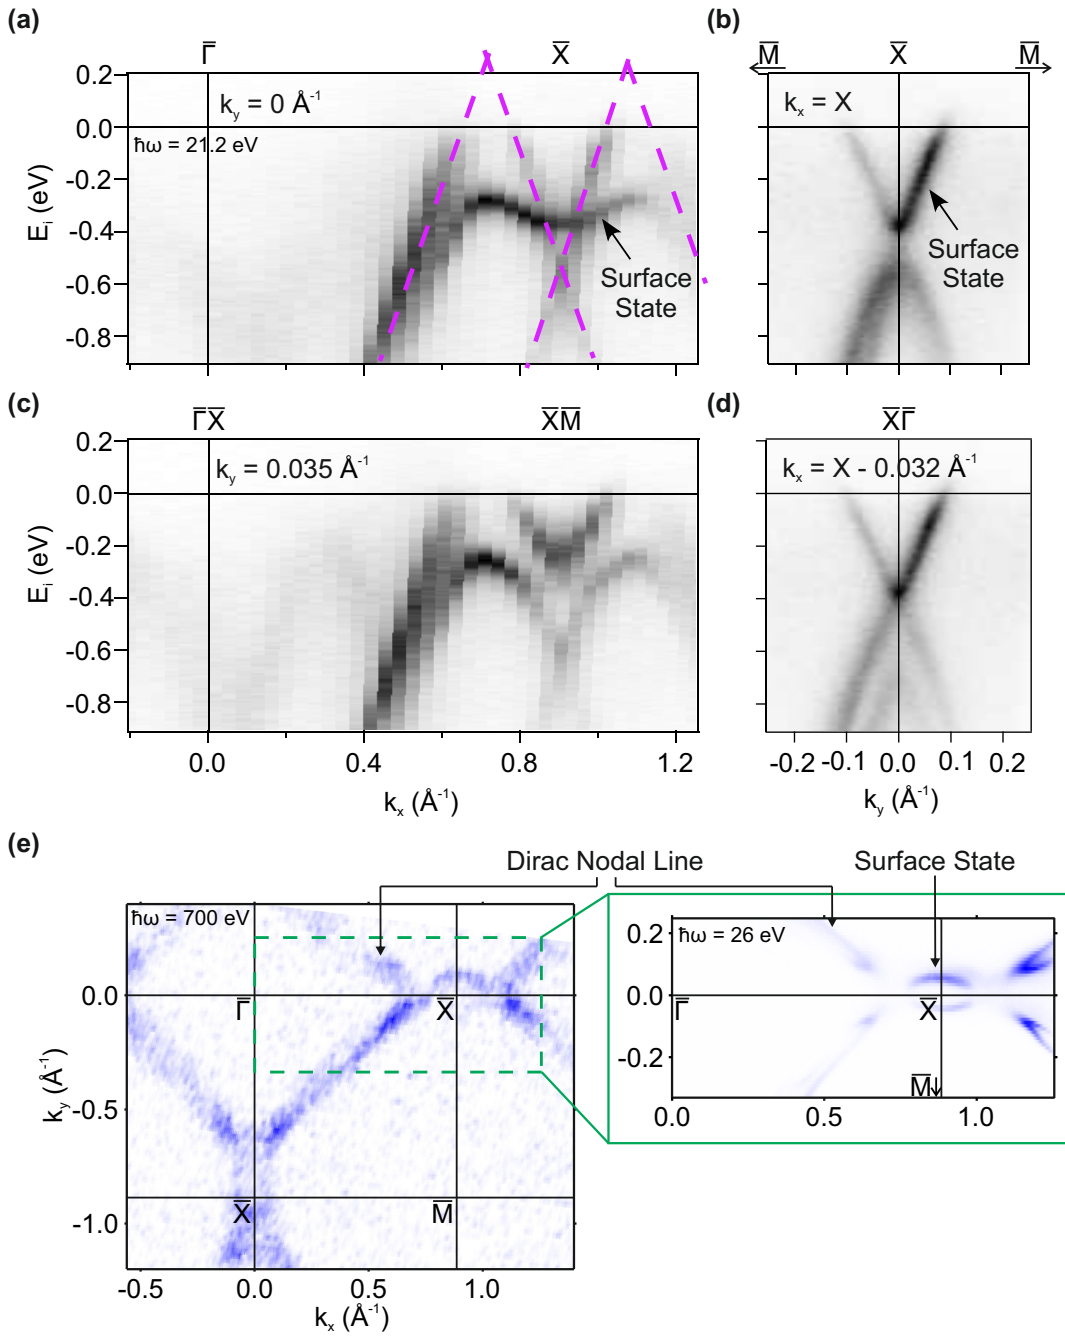 (a)
Γ̅ X̅
0.2
0.0
-0.2
-0.4
-0.6
-0.8
E_i (eV)
k_y = 0 Å⁻¹
ħω = 21.2 eV
Surface
State
(b)
M̅ X̅ M̅
k_x = X
Surface
State
(c)
Γ̅X̅ X̅M̅
0.2
0.0
-0.2
-0.4
-0.6
-0.8
E_i (eV)
k_y = 0.035 Å⁻¹
0.0 0.4 0.8 1.2
k_x (Å⁻¹)
(d)
X̅Γ̅
k_x = X - 0.032 Å⁻¹
-0.2 -0.1 0.0 0.1 0.2
k_y (Å⁻¹)
(e)
Dirac Nodal Line Surface State
ħω = 700 eV
0.0
-0.5
-1.0
k_y (Å⁻¹)
Γ̅ X̅
X̅ M̅
-0.5 0.0 0.5 1.0
k_x (Å⁻¹)
ħω = 26 eV
0.2
0.0
-0.2
Γ̅ X̅
M̅
0.0 0.5 1.0